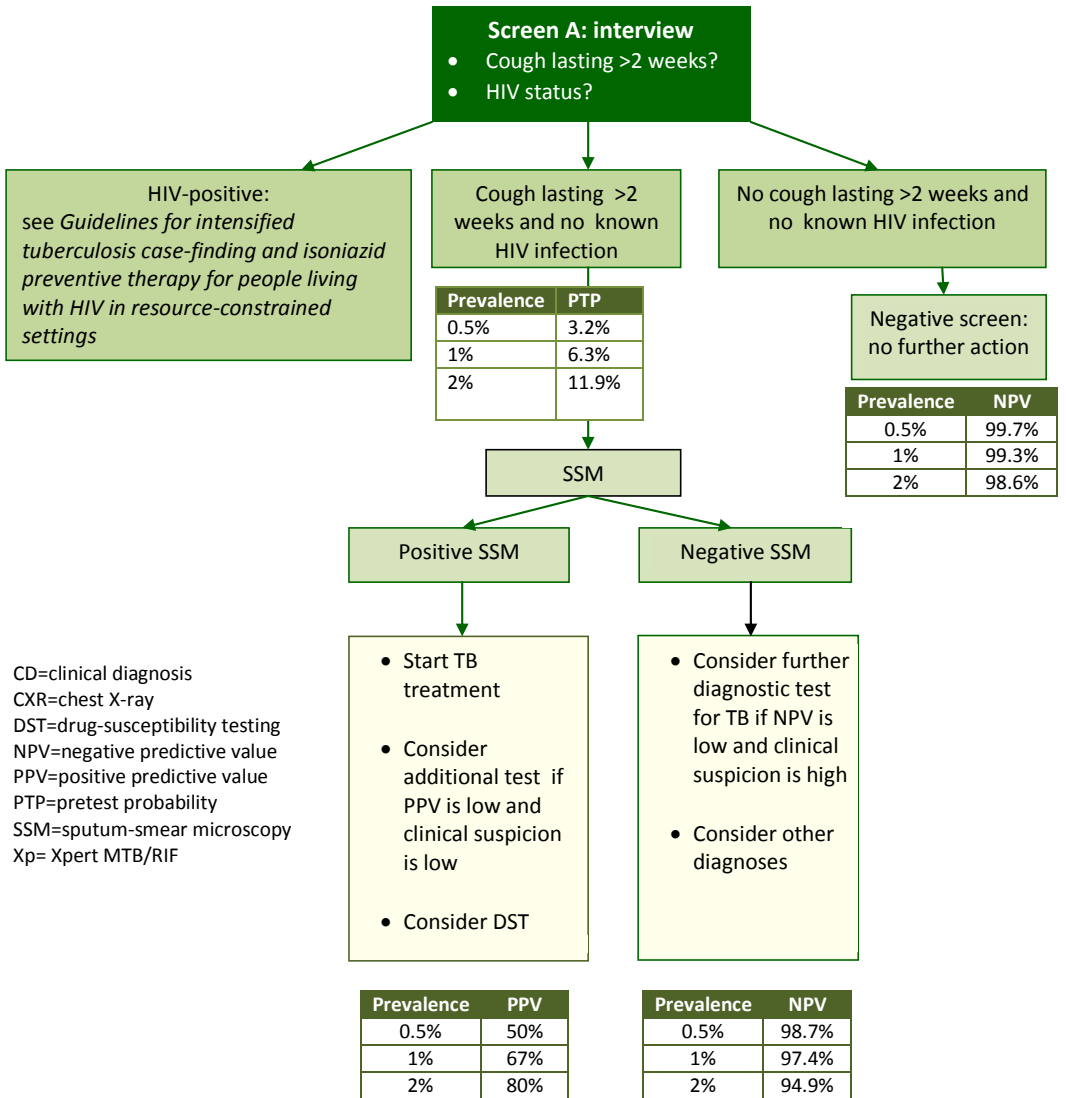 Screen A: interview
• Cough lasting >2 weeks?
• HIV status?
HIV-positive:
see Guidelines for intensified
tuberculosis case-finding and isoniazid
preventive therapy for people living
with HIV in resource-constrained
settings
Cough lasting >2
weeks and no known
HIV infection
No cough lasting >2 weeks and
no known HIV infection
Prevalence PTP
0.5% 3.2%
1% 6.3%
2% 11.9%
Negative screen:
no further action
Prevalence NPV
0.5% 99.7%
1% 99.3%
2% 98.6%
SSM
Positive SSM
Negative SSM
CD=clinical diagnosis
CXR=chest X-ray
DST=drug-susceptibility testing
NPV=negative predictive value
PPV=positive predictive value
PTP=pretest probability
SSM=sputum-smear microscopy
Xp= Xpert MTB/RIF
• Start TB
treatment
• Consider
additional test if
PPV is low and
clinical suspicion
is low
• Consider DST
• Consider further
diagnostic test
for TB if NPV is
low and clinical
suspicion is high
• Consider other
diagnoses
Prevalence PPV
0.5% 50%
1% 67%
2% 80%
Prevalence NPV
0.5% 98.7%
1% 97.4%
2% 94.9%